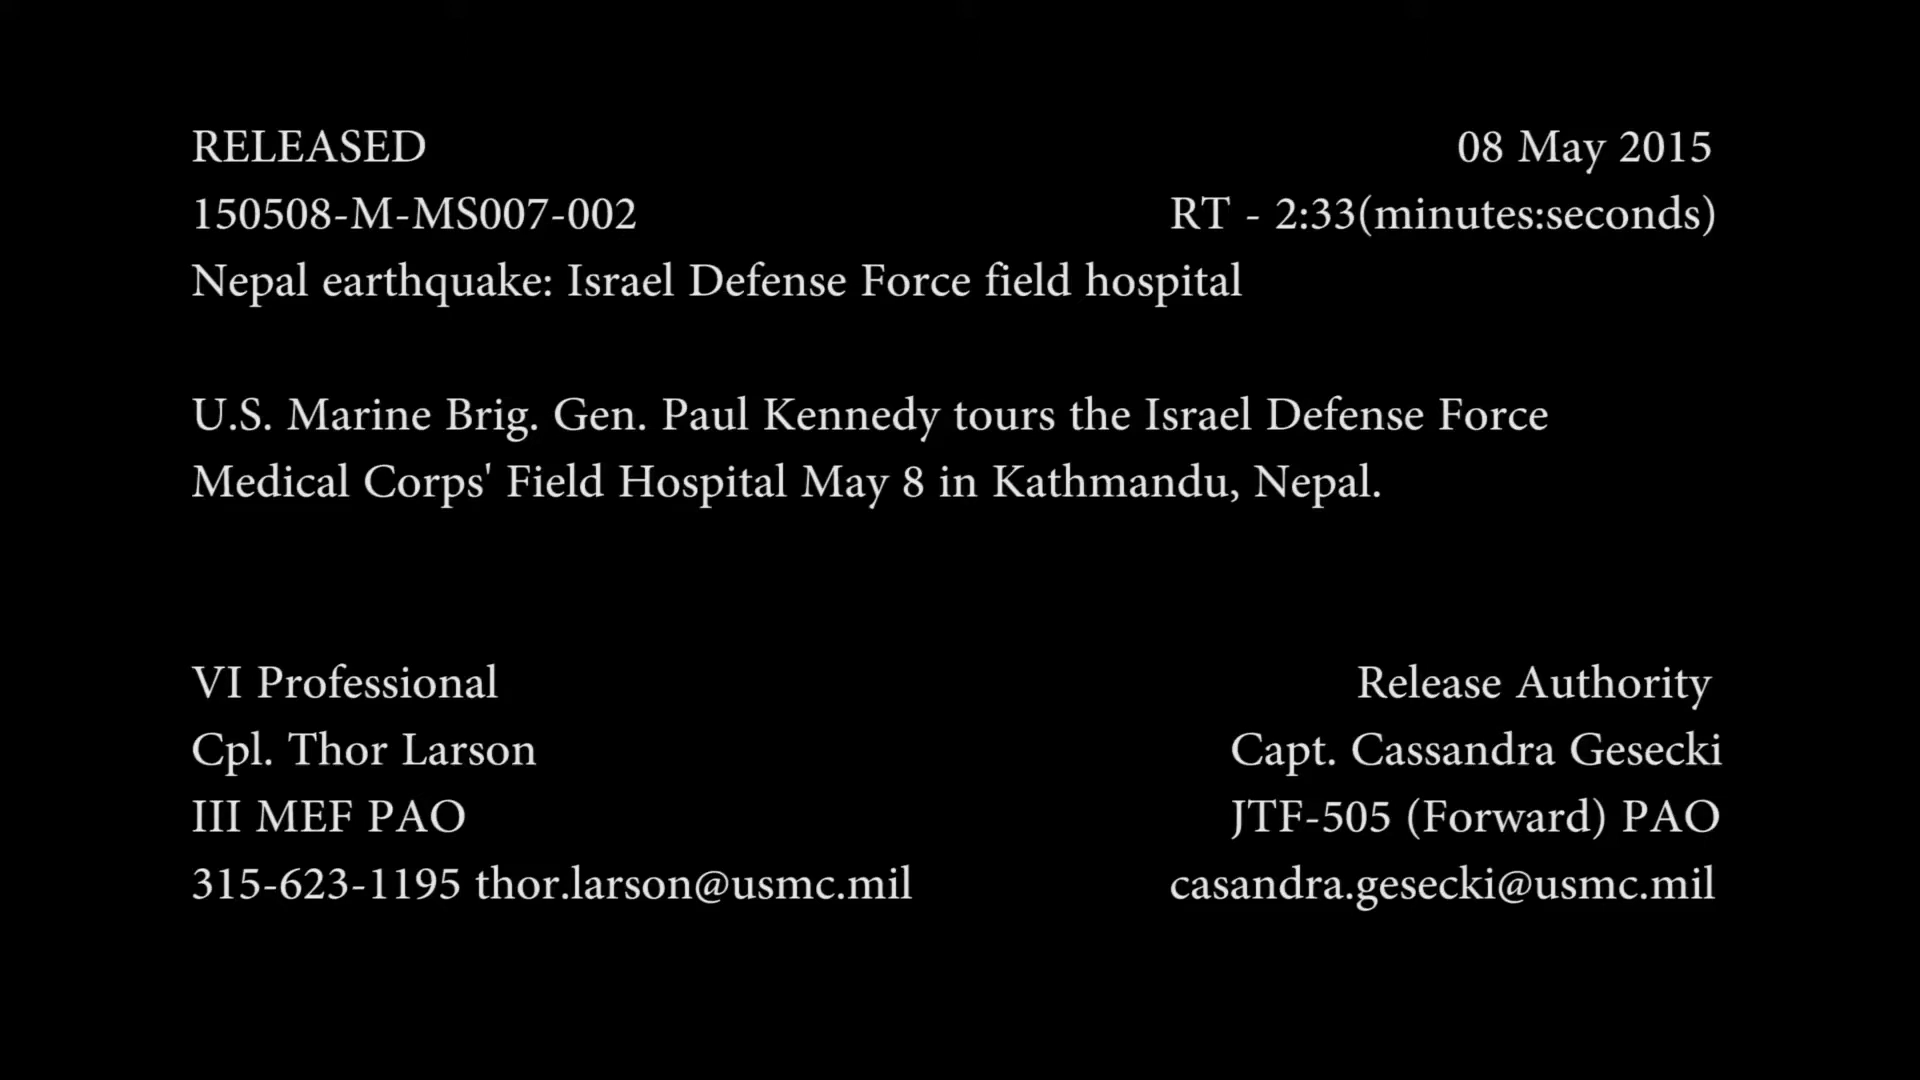 RELEASED 08 May 2015
150508-M-MS007-002 RT - 2:33(minutes:seconds)
Nepal earthquake: Israel Defense Force field hospital
U.S. Marine Brig. Gen. Paul Kennedy tours the Israel Defense Force
Medical Corps' Field Hospital May 8 in Kathmandu, Nepal.
VI Professional Release Authority
Cpl. Thor Larson Capt. Cassandra Gesecki
III MEF PAO JTF-505 (Forward) PAO
315-623-1195 thor.larson@usmc.mil casandra.gesecki@usmc.mil